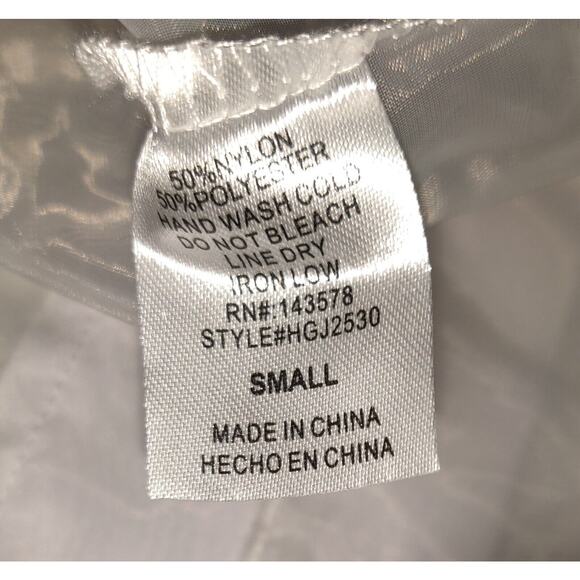 50%NYLON
50%POLYESTER
HAND WASH COLD
DO NOT BLEACH
LINE DRY
IRON LOW
RN#:143578
STYLE#HGJ2530
SMALL
MADE IN CHINA
HECHO EN CHINA